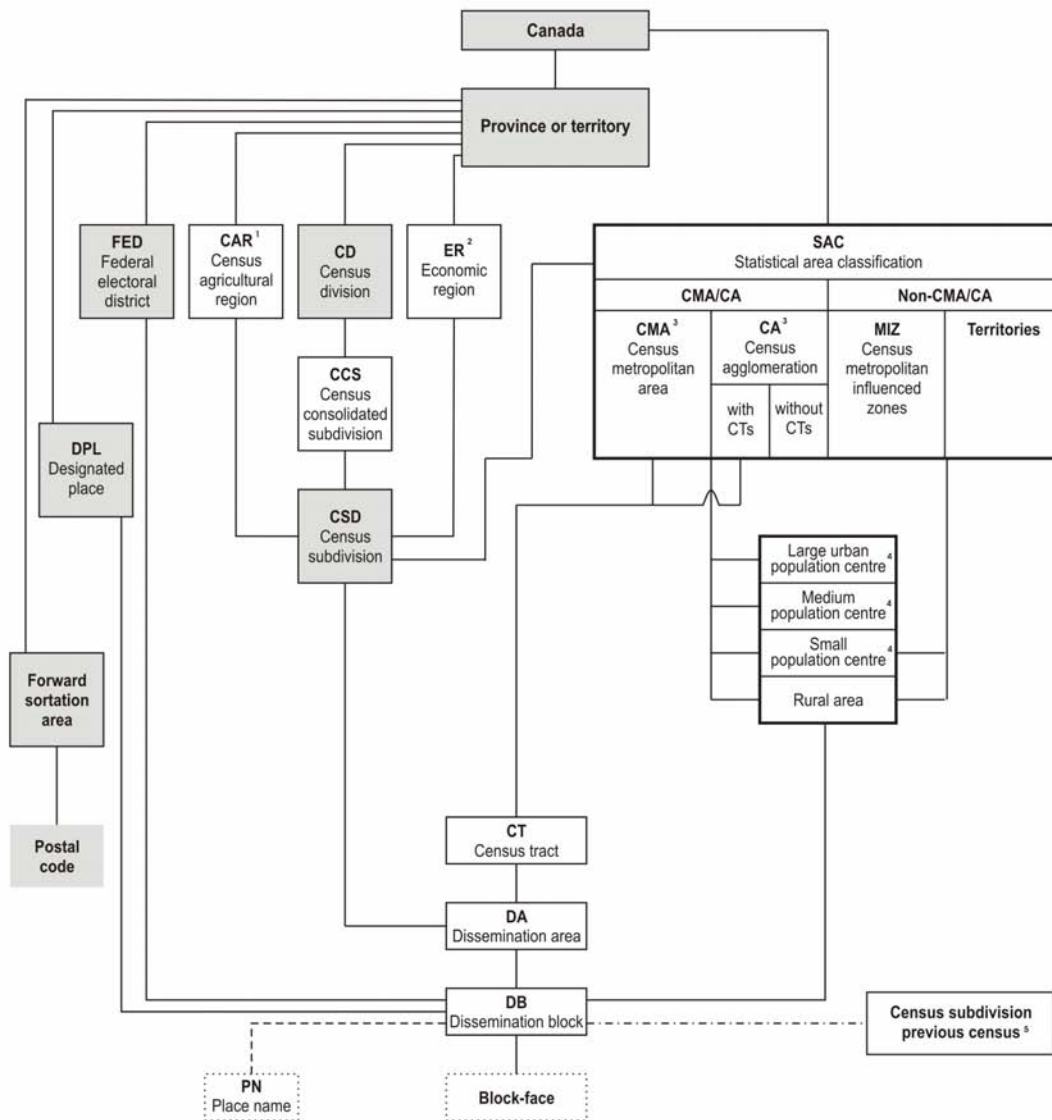 Canada
Province or territory
FED
Federal
electoral
district
CAR 1
Census
agricultural
region
CD
Census
division
ER 2
Economic
region
SAC
Statistical area classification
CMA/CA
Non-CMA/CA
CMA 3
Census
metropolitan
area
CA 3
Census
agglomeration
with
CTs
without
CTs
MIZ
Census
metropolitan
influenced
zones
Territories
CCS
Census
consolidated
subdivision
DPL
Designated
place
CSD
Census
subdivision
Large urban
population centre 4
Medium
population centre 4
Small
population centre 4
Rural area
Forward
sortation
area
Postal
code
CT
Census tract
DA
Dissemination area
DB
Dissemination block
Census subdivision
previous census 5
PN
Place name
Block-face